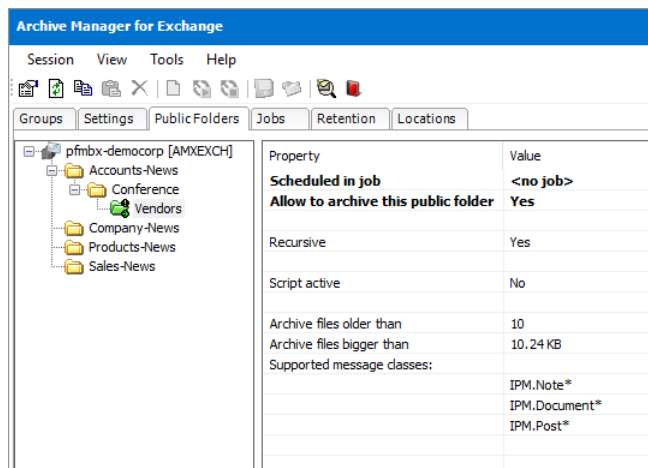 Archive Manager for Exchange
Session View Tools Help
Groups Settings Public Folders Jobs Retention Locations
pfmbx-democorp [AMXEXCH]
Accounts-News
Conference
Vendors
Company-News
Products-News
Sales-News
Property Value
Scheduled in job <no job>
Allow to archive this public folder Yes
Recursive Yes
Script active No
Archive files older than 10
Archive files bigger than 10.24 KB
Supported message classes:
IPM.Note*
IPM.Document*
IPM.Post*